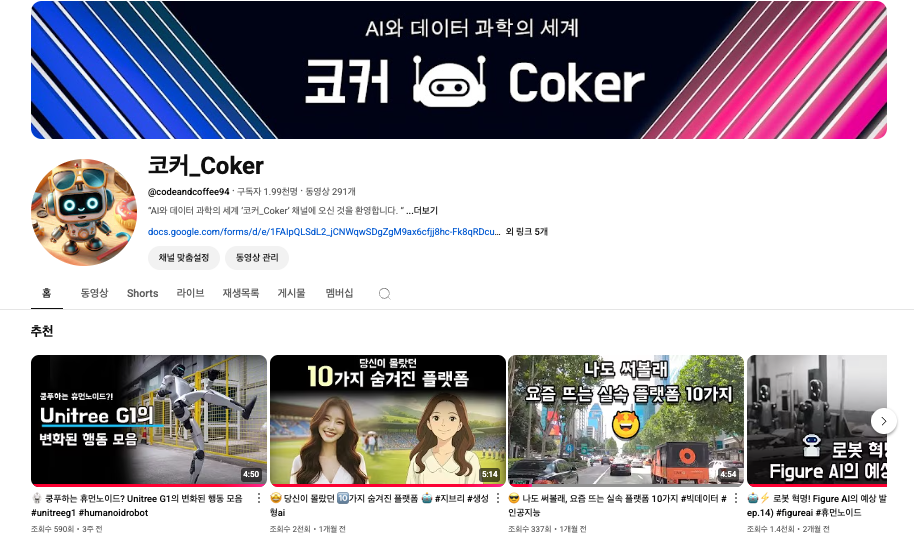 AI와 데이터 과학의 세계
코커 Coker
코커_Coker
@codeandcoffee94 · 구독자 1.99천명 · 동영상 291개
“AI와 데이터 과학의 세계 ‘코커_Coker’ 채널에 오신 것을 환영합니다. “ ...더보기
docs.google.com/forms/d/e/1FAIpQLSdL2_jCNWqwSDgZgM9ax6cfjj8hc-Fk8qRDcu... 외 링크 5개
채널 맞춤설정 동영상 관리
홈 동영상 Shorts 라이브 재생목록 게시물 멤버십
추천
쿵푸하는 휴먼노이드?!
Unitree G1의
변화된 행동 모음
4:50
당신이 몰랐던
10가지 숨겨진 플랫폼
5:14
나도 써볼래
요즘 뜨는 실속 플랫폼 10가지
4:54
로봇 혁명
Figure AI의 예상
🥋 쿵푸하는 휴먼노이드? Unitree G1의 변화된 행동 모음
#unitreeg1 #humanoidrobot
조회수 590회 • 3주 전
🤩 당신이 몰랐던 🔟가지 숨겨진 플랫폼 🤖 #지브리 #생성
형ai
조회수 2천회 • 1개월 전
😎 나도 써볼래, 요즘 뜨는 실속 플랫폼 10가지 #빅데이터 #
인공지능
조회수 337회 • 1개월 전
🤖⚡ 로봇 혁명! Figure AI의 예상 발
ep.14) #figureai #휴먼노이드
조회수 1.4천회 • 2개월 전